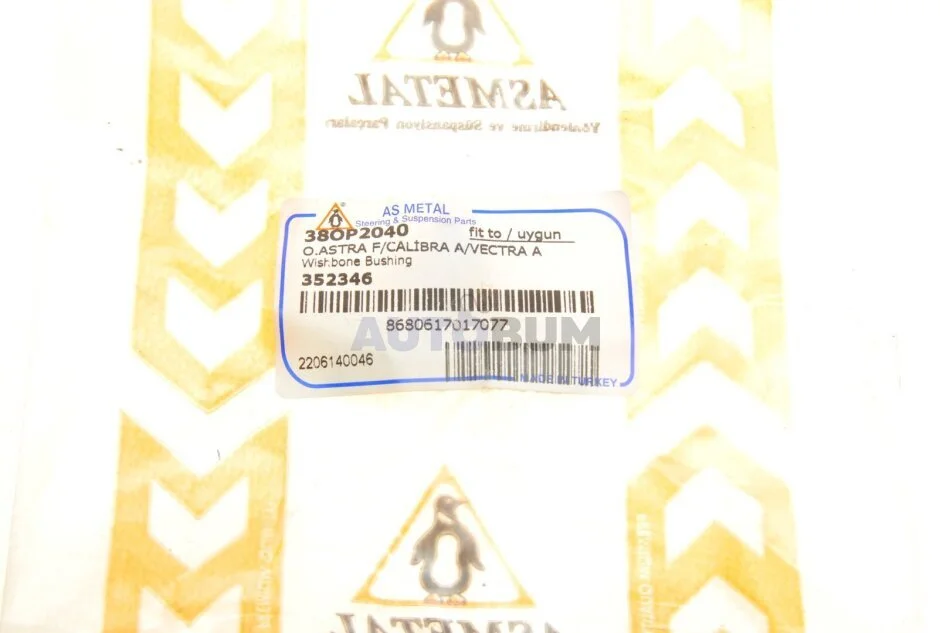 ASMETAL
Yönlendirme ve Süspansiyon Parçaları
AS METAL
®
Steering & Suspension Parts
38OP2040 fit to / uygun
O.ASTRA F/CALİBRA A/VECTRA A
Wishbone Bushing
352346
8680617017077
AUTOBUM
2206140046
MADE IN TURKEY
ASMETAL